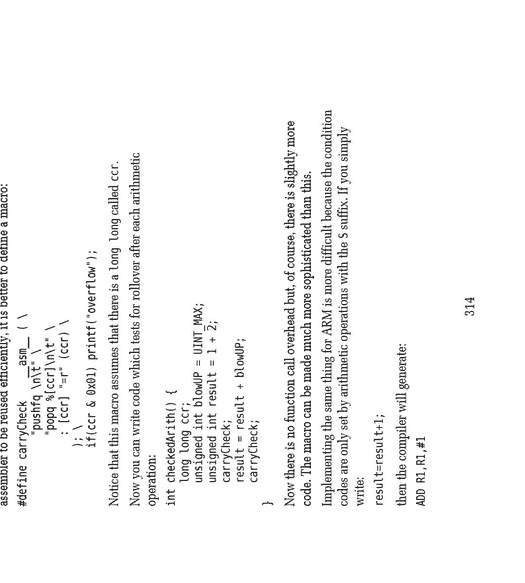 assembler to be reused efficiently, it is better to define a macro:
#define carryCheck __asm__ ( \
"pushfq \n\t" \
"popq %[ccr]\n\t" \
: [ccr] "=r" (ccr) \
); \
if(ccr & 0x01) printf("overflow");
Notice that this macro assumes that there is a long long called ccr.
Now you can write code which tests for rollover after each arithmetic
operation:
int checkedArith() {
long long ccr;
unsigned int blowUP = UINT_MAX;
unsigned int result = 1 + 2;
carryCheck;
result = result + blowUP;
carryCheck;
}
Now there is no function call overhead but, of course, there is slightly more
code. The macro can be made much more sophisticated than this.
Implementing the same thing for ARM is more difficult because the condition
codes are only set by arithmetic operations with the S suffix. If you simply
write:
result=result+1;
then the compiler will generate:
ADD R1,R1,#1
314